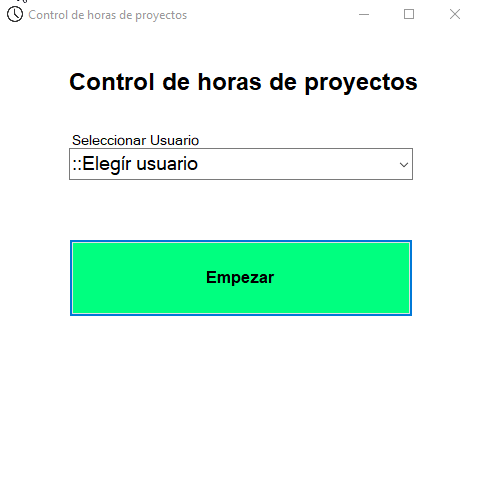 Control de horas de proyectos
Control de horas de proyectos
Seleccionar Usuario
::Elegír usuario
Empezar